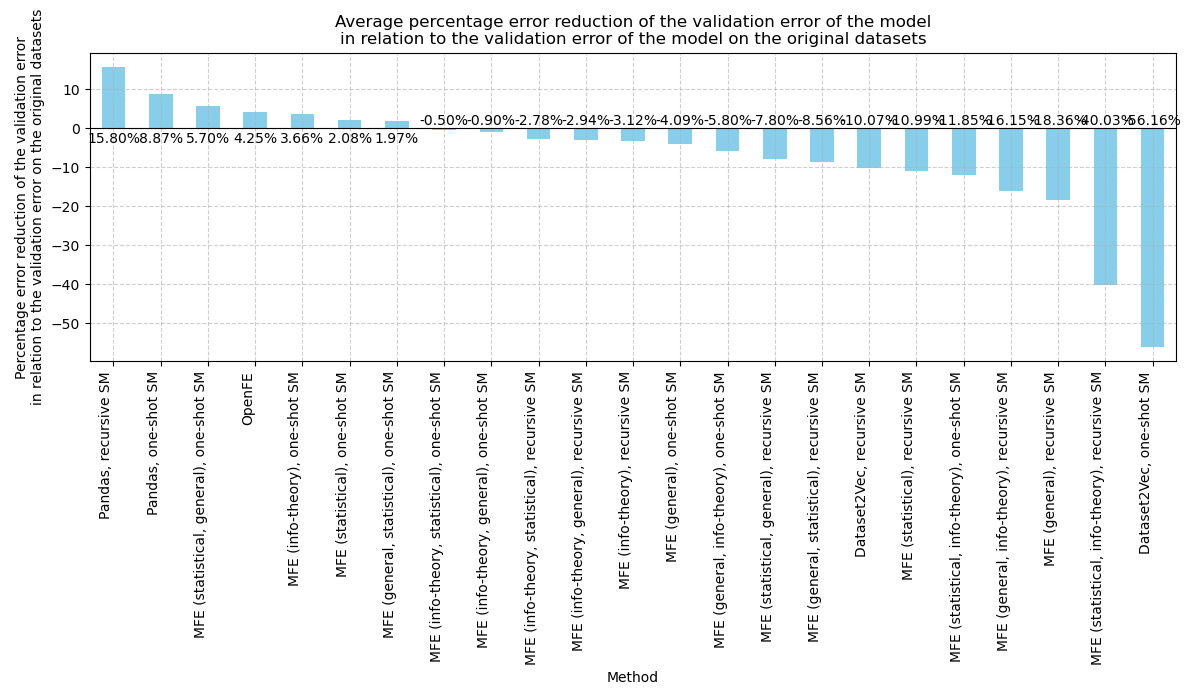 Average percentage error reduction of the validation error of the model
in relation to the validation error of the model on the original datasets
Percentage error reduction of the validation error
in relation to the validation error on the original datasets
10
0
−10
−20
−30
−40
−50
15.80%
8.87%
5.70%
4.25%
3.66%
2.08%
1.97%
-0.50%
-0.90%
-2.78%
-2.94%
-3.12%
-4.09%
-5.80%
-7.80%
-8.56%
-10.07%
-10.99%
-11.85%
-16.15%
-18.36%
-40.03%
-56.16%
Pandas, recursive SM
Pandas, one-shot SM
MFE (statistical, general), one-shot SM
OpenFE
MFE (info-theory), one-shot SM
MFE (statistical), one-shot SM
MFE (general, statistical), one-shot SM
MFE (info-theory, statistical), one-shot SM
MFE (info-theory, general), one-shot SM
MFE (info-theory, statistical), recursive SM
MFE (info-theory, general), recursive SM
MFE (info-theory), recursive SM
MFE (general), one-shot SM
MFE (general, info-theory), one-shot SM
MFE (statistical, general), recursive SM
MFE (general, statistical), recursive SM
Dataset2Vec, recursive SM
MFE (statistical), recursive SM
MFE (statistical, info-theory), one-shot SM
MFE (general, info-theory), recursive SM
MFE (general), recursive SM
MFE (statistical, info-theory), recursive SM
Dataset2Vec, one-shot SM
Method